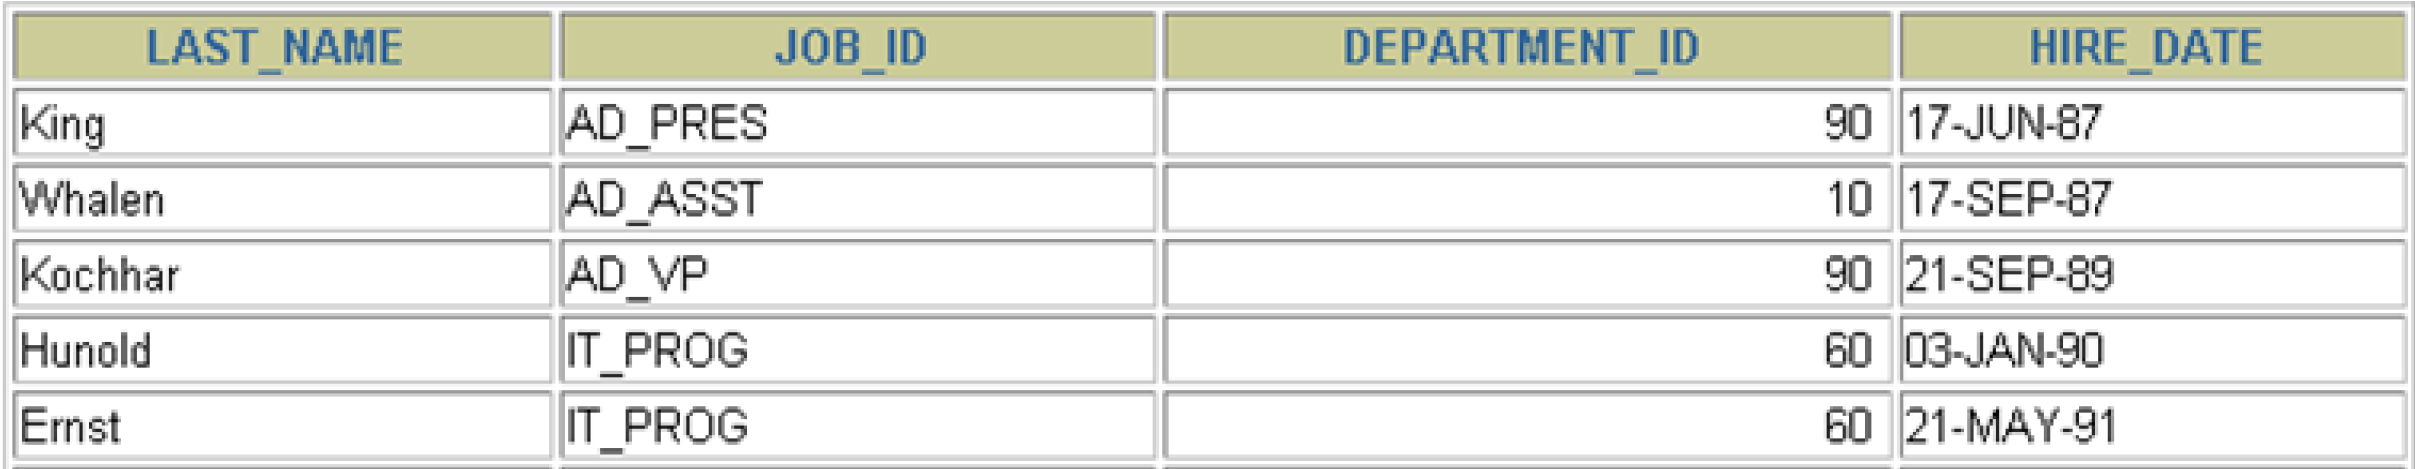 LAST_NAME JOB_ID DEPARTMENT_ID HIRE_DATE
King AD_PRES 90 17-JUN-87
Whalen AD_ASST 10 17-SEP-87
Kochhar AD_VP 90 21-SEP-89
Hunold IT_PROG 60 03-JAN-90
Ernst IT_PROG 60 21-MAY-91